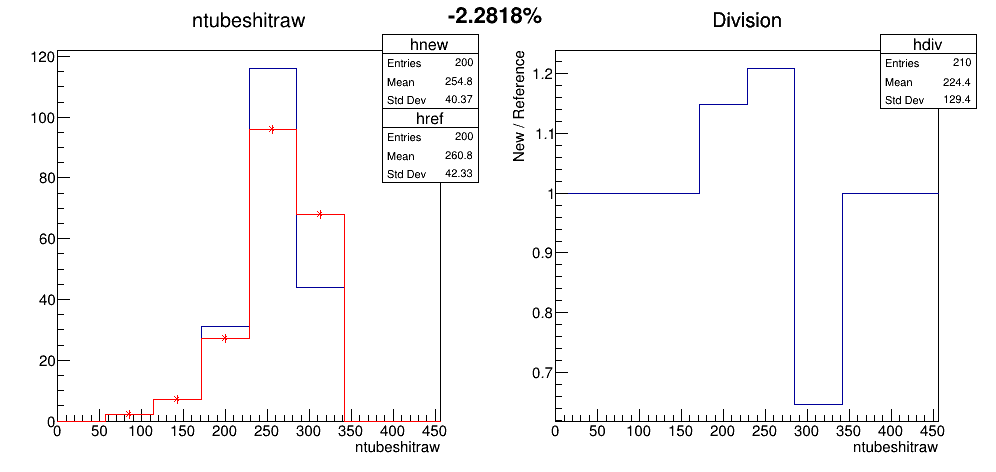 -2.2818%
ntubeshitraw
hnew
Entries 200
Mean 254.8
Std Dev 40.37
href
Entries 200
Mean 260.8
Std Dev 42.33
120
100
80
60
40
20
0
0 50 100 150 200 250 300 350 400 450
ntubeshitraw
Division
hdiv
Entries 210
Mean 224.4
Std Dev 129.4
New / Reference
1.2
1.1
1
0.9
0.8
0.7
0 50 100 150 200 250 300 350 400 450
ntubeshitraw